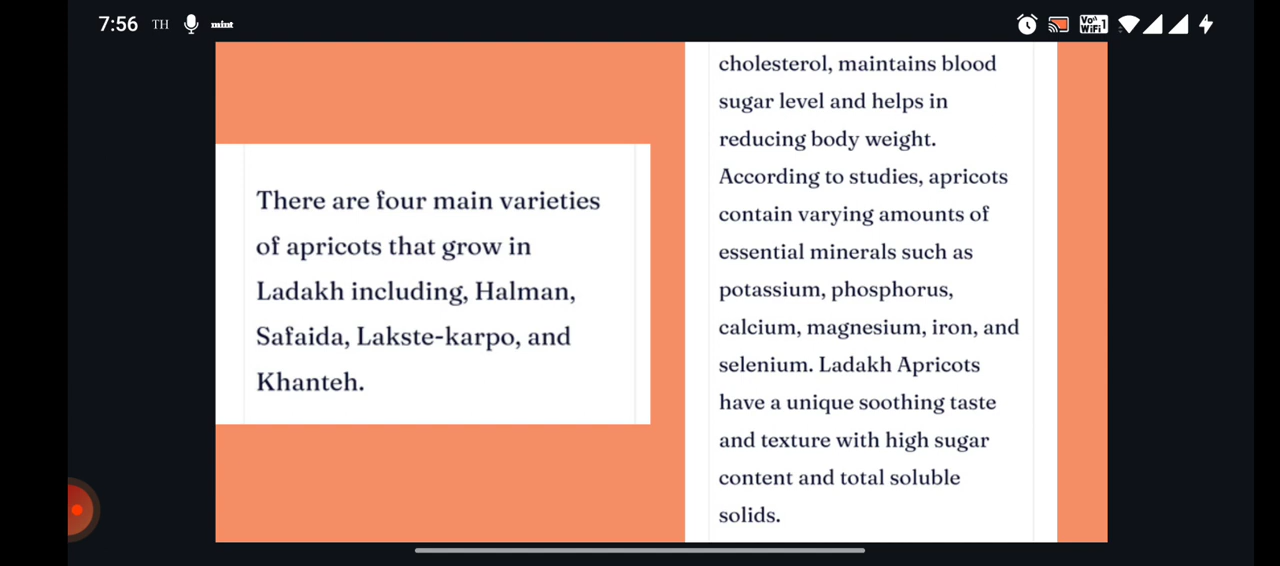 7:56 TH mint
Vo)) WiFi 1
There are four main varieties
of apricots that grow in
Ladakh including, Halman,
Safaida, Lakste-karpo, and
Khanteh.
cholesterol, maintains blood
sugar level and helps in
reducing body weight.
According to studies, apricots
contain varying amounts of
essential minerals such as
potassium, phosphorus,
calcium, magnesium, iron, and
selenium. Ladakh Apricots
have a unique soothing taste
and texture with high sugar
content and total soluble
solids.